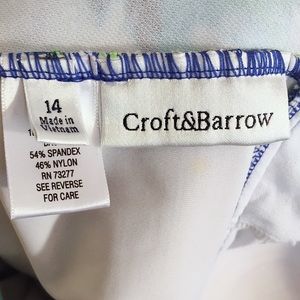 14
Made in
Vietnam
Croft&Barrow
54% SPANDEX
46% NYLON
RN 73277
SEE REVERSE
FOR CARE